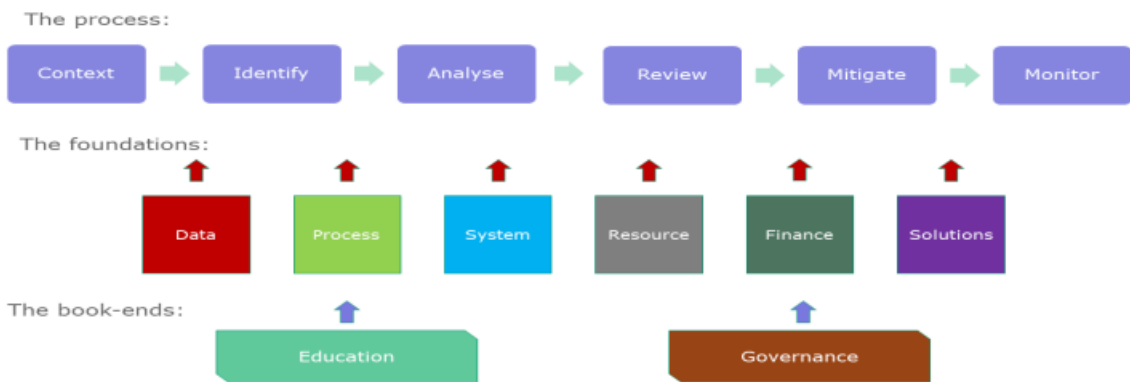 The process:
Context
Identify
Analyse
Review
Mitigate
Monitor
The foundations:
Data
Process
System
Resource
Finance
Solutions
The book-ends:
Education
Governance